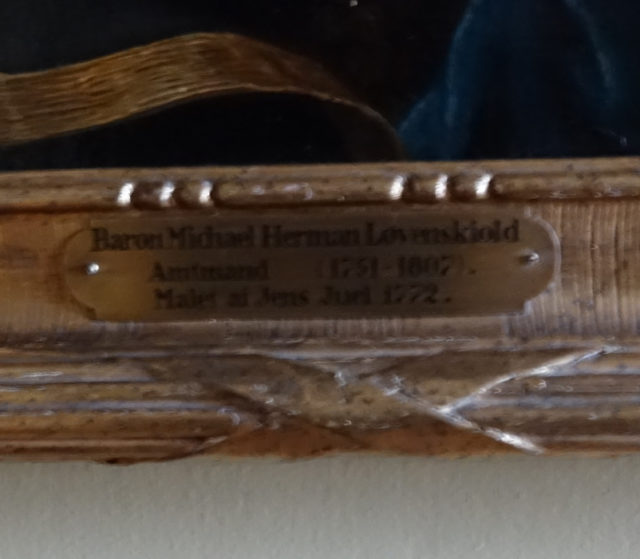 Baron Michael Herman Løvenskiold
Amtmand (1751-1807).
Malet af Jens Juel 1772.